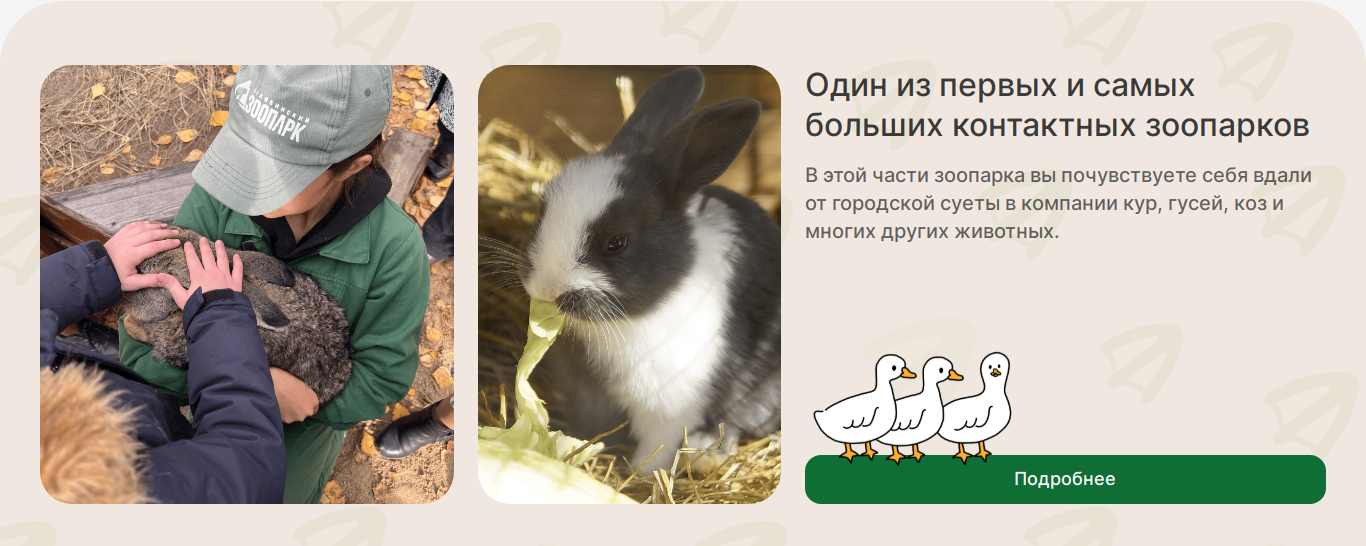 ЗООПАРК
Один из первых и самых
больших контактных зоопарков
В этой части зоопарка вы почувствуете себя вдали
от городской суеты в компании кур, гусей, коз и
многих других животных.
Подробнее